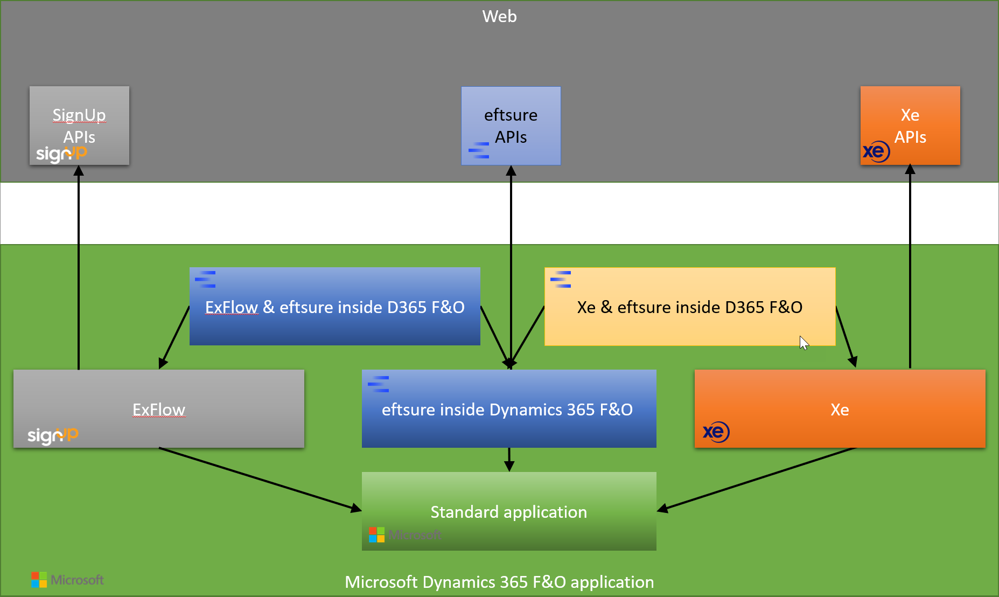 Web
SignUp
APIs
signup
eftsure
APIs
Xe
APIs
xe
ExFlow & eftsure inside D365 F&O
Xe & eftsure inside D365 F&O
ExFlow
signup
eftsure inside Dynamics 365 F&O
Xe
xe
Standard application
Microsoft
Microsoft
Microsoft Dynamics 365 F&O application